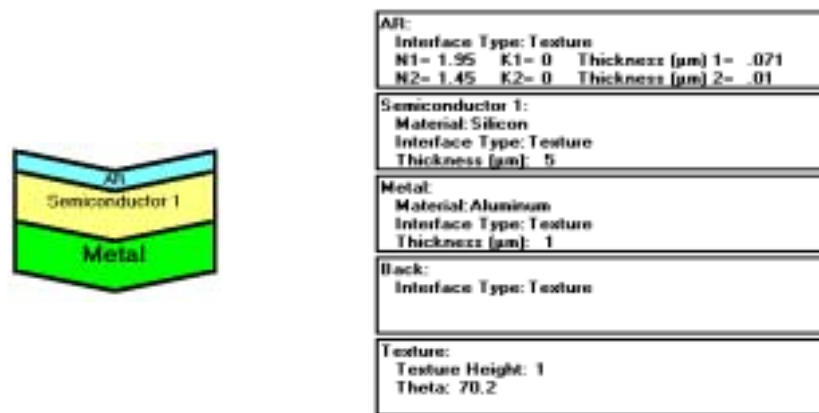 AR
Semiconductor 1
Metal
AR:
Interface Type: Texture
N1= 1.95 K1= 0 Thickness (µm) 1= .071
N2= 1.45 K2= 0 Thickness (µm) 2= .01
Semiconductor 1:
Material: Silicon
Interface Type: Texture
Thickness (µm): 5
Metal:
Material: Aluminum
Interface Type: Texture
Thickness (µm): 1
Back:
Interface Type: Texture
Texture:
Texture Height: 1
Theta: 70.2